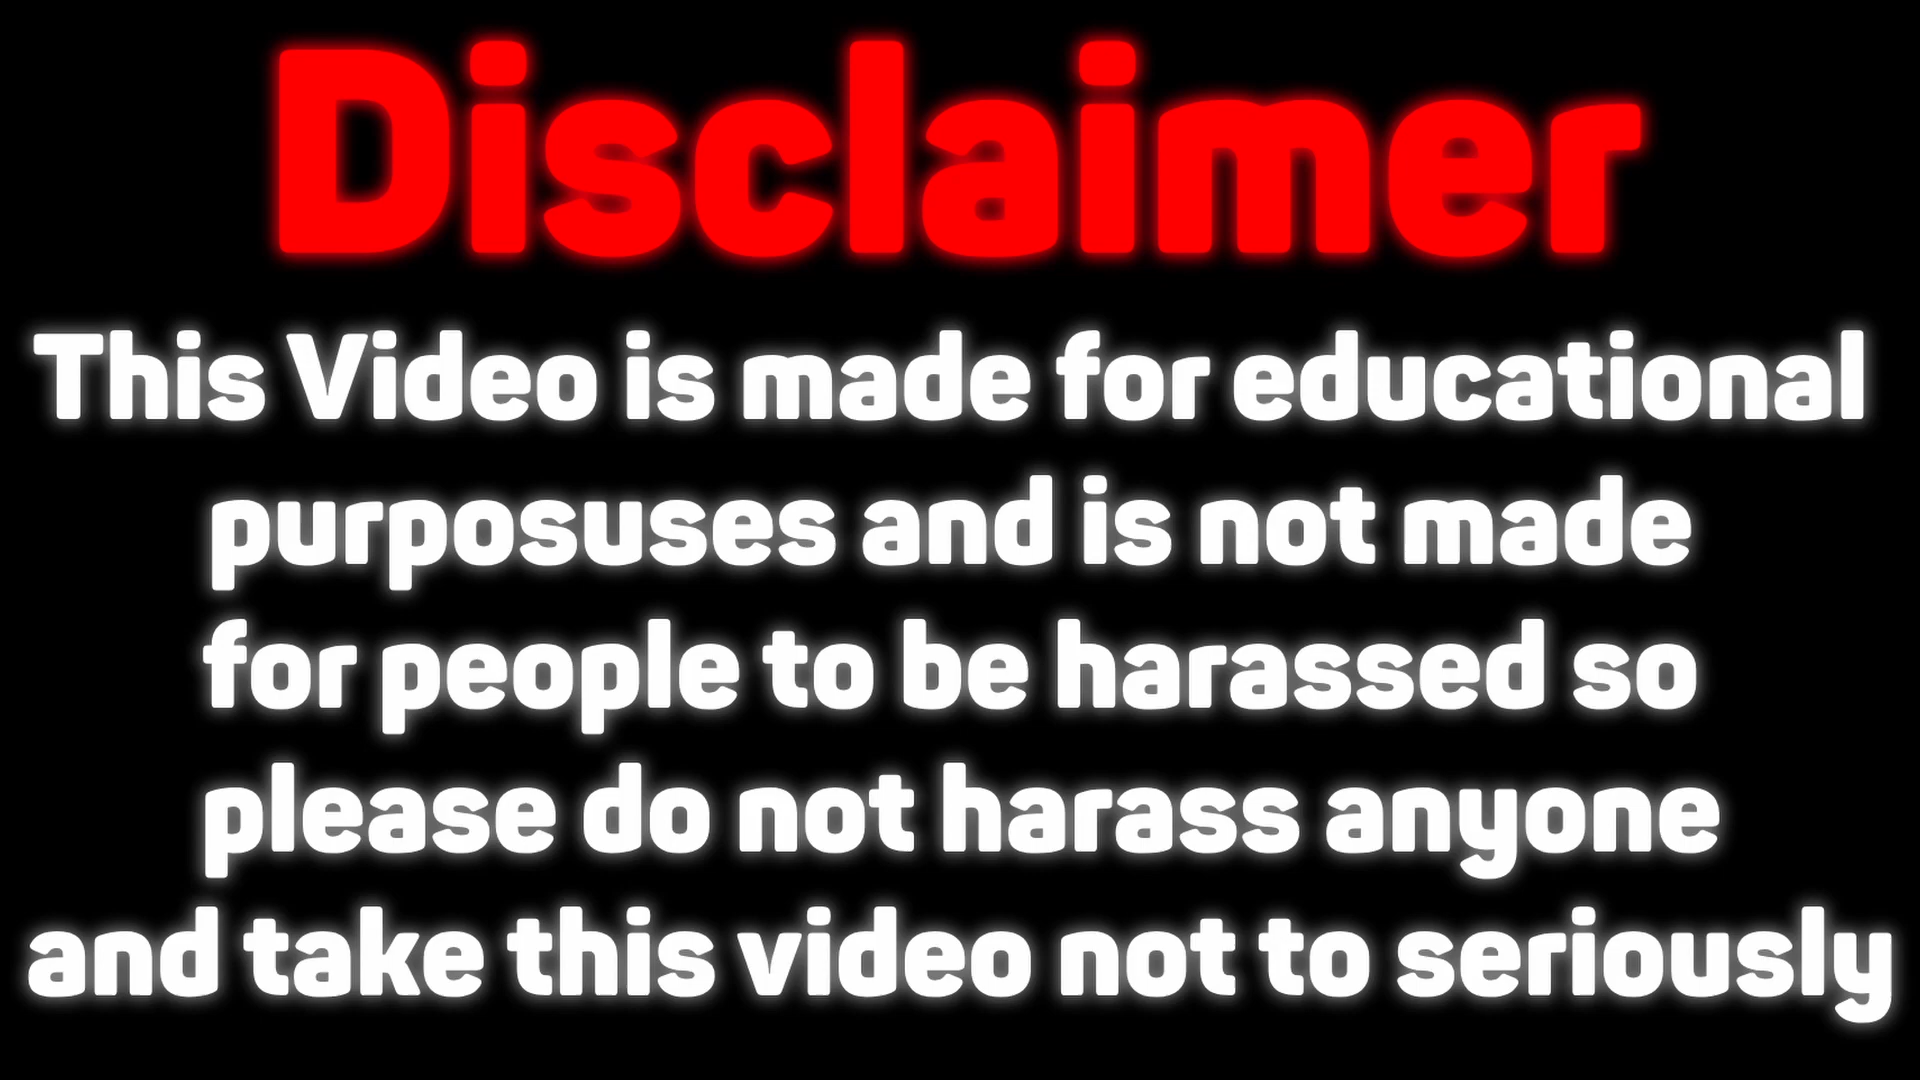 Disclaimer
This Video is made for educational
purposuses and is not made
for people to be harassed so
please do not harass anyone
and take this video not to seriously